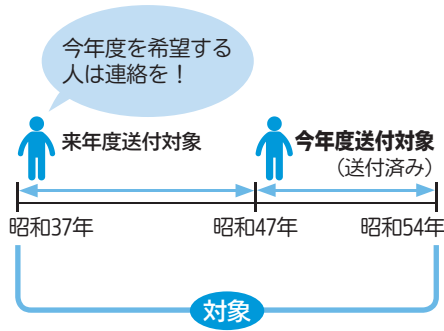 今年度を希望する
人は連絡を！
来年度送付対象
今年度送付対象
（送付済み）
昭和37年
昭和47年
昭和54年
対象